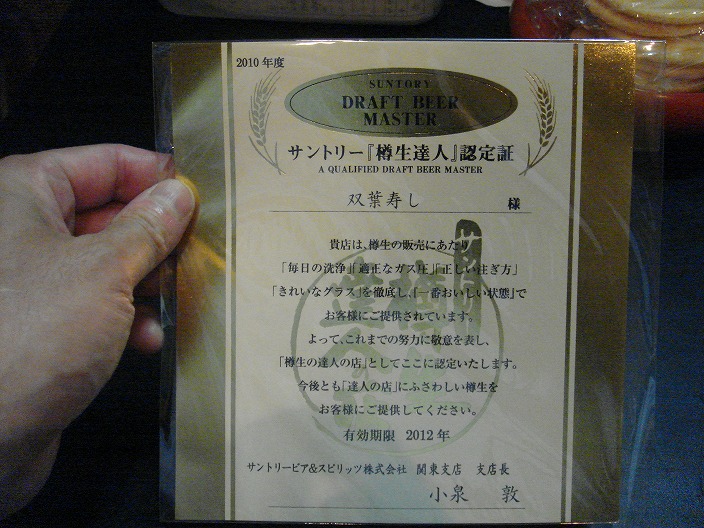 2010年度
SUNTORY
DRAFT BEER
MASTER
サントリー『樽生達人』認定証
A QUALIFIED DRAFT BEER MASTER
双葉寿し 様
貴店は、樽生の販売にあたり
「毎日の洗浄」「適正なガス圧」「正しい注ぎ方」
「きれいなグラス」を徹底し、『一番おいしい状態』で
お客様にご提供されています。
よって、これまでの努力に敬意を表し、
「樽生の達人の店」としてここに認定いたします。
今後とも「達人の店」にふさわしい樽生を
お客様にご提供してください。
有効期限 2012年
サントリービア&スピリッツ株式会社 関東支店 支店長
小泉 敦